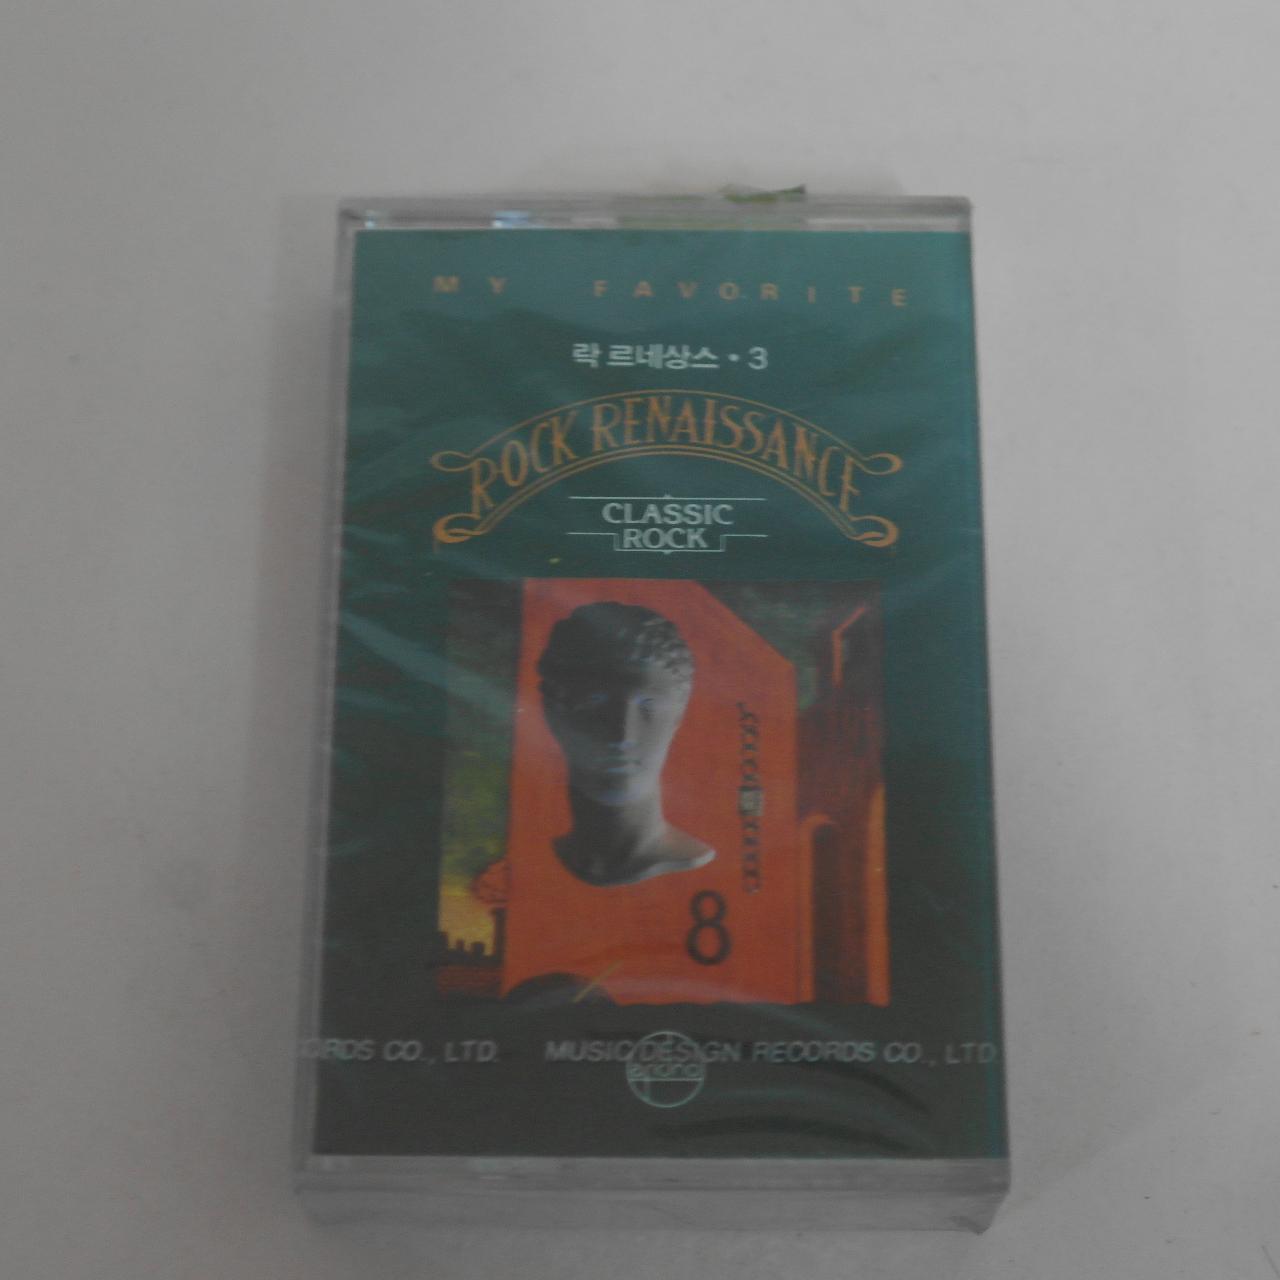 MY FAVORITE
락 르네상스 • 3
ROCK RENAISSANCE
CLASSIC
ROCK
8
ORDS CO., LTD. MUSIC DESIGN RECORDS CO., LTD